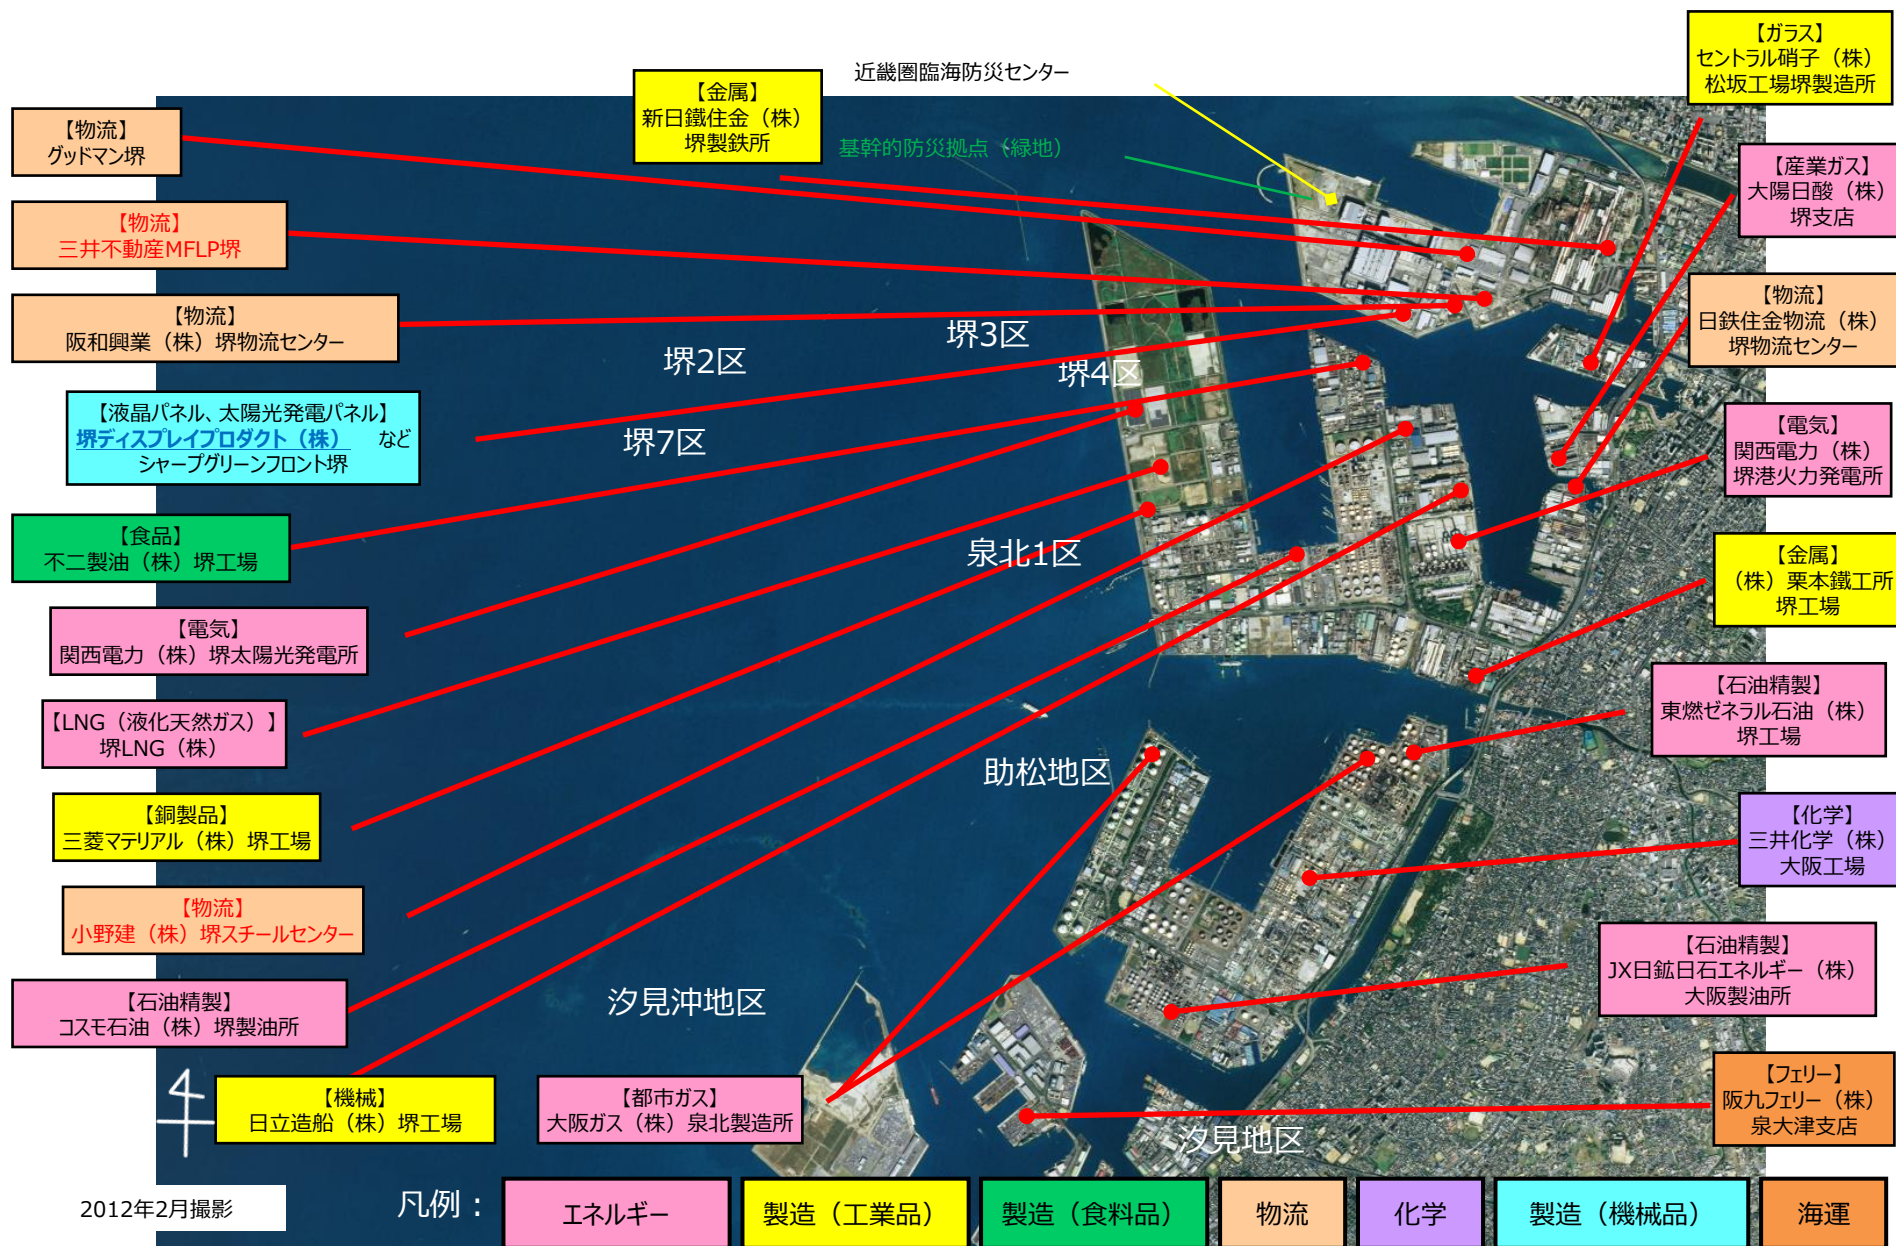 【ガラス】
セントラル硝子（株）
松坂工場堺製造所
近畿圏臨海防災センター
【金属】
新日鐵住金（株）
堺製鉄所
基幹的防災拠点（緑地）
【物流】
グッドマン堺
【産業ガス】
大陽日酸（株）
堺支店
【物流】
三井不動産MFLP堺
【物流】
日鉄住金物流（株）
堺物流センター
【物流】
阪和興業（株）堺物流センター
堺3区
堺2区
堺4区
【液晶パネル、太陽光発電パネル】
堺ディスプレイプロダクト（株）　など
シャープグリーンフロント堺
堺7区
【電気】
関西電力（株）
堺港火力発電所
【食品】
不二製油（株）堺工場
泉北1区
【金属】
（株）栗本鐵工所
堺工場
【電気】
関西電力（株）堺太陽光発電所
【石油精製】
東燃ゼネラル石油（株）
堺工場
【LNG（液化天然ガス）】
堺LNG（株）
助松地区
【銅製品】
三菱マテリアル（株）堺工場
【化学】
三井化学（株）
大阪工場
【物流】
小野建（株）堺スチールセンター
【石油精製】
JX日鉱日石エネルギー（株）
大阪製油所
【石油精製】
コスモ石油（株）堺製油所
汐見沖地区
【機械】
日立造船（株）堺工場
【都市ガス】
大阪ガス（株）泉北製造所
【フェリー】
阪九フェリー（株）
泉大津支店
汐見地区
2012年2月撮影
凡例：
エネルギー
製造（工業品）
製造（食料品）
物流
化学
製造（機械品）
海運